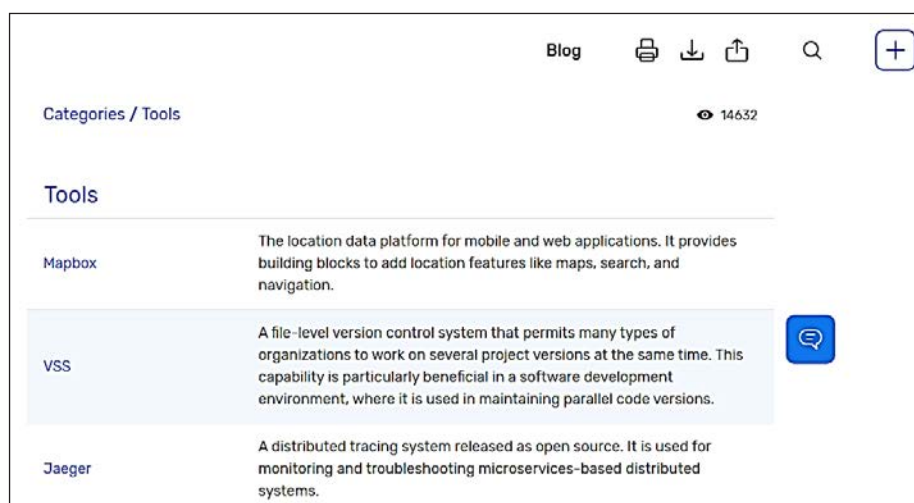 Blog
Categories / Tools
14632
Tools
Mapbox
The location data platform for mobile and web applications. It provides
building blocks to add location features like maps, search, and
navigation.
VSS
A file-level version control system that permits many types of
organizations to work on several project versions at the same time. This
capability is particularly beneficial in a software development
environment, where it is used in maintaining parallel code versions.
Jaeger
A distributed tracing system released as open source. It is used for
monitoring and troubleshooting microservices-based distributed
systems.